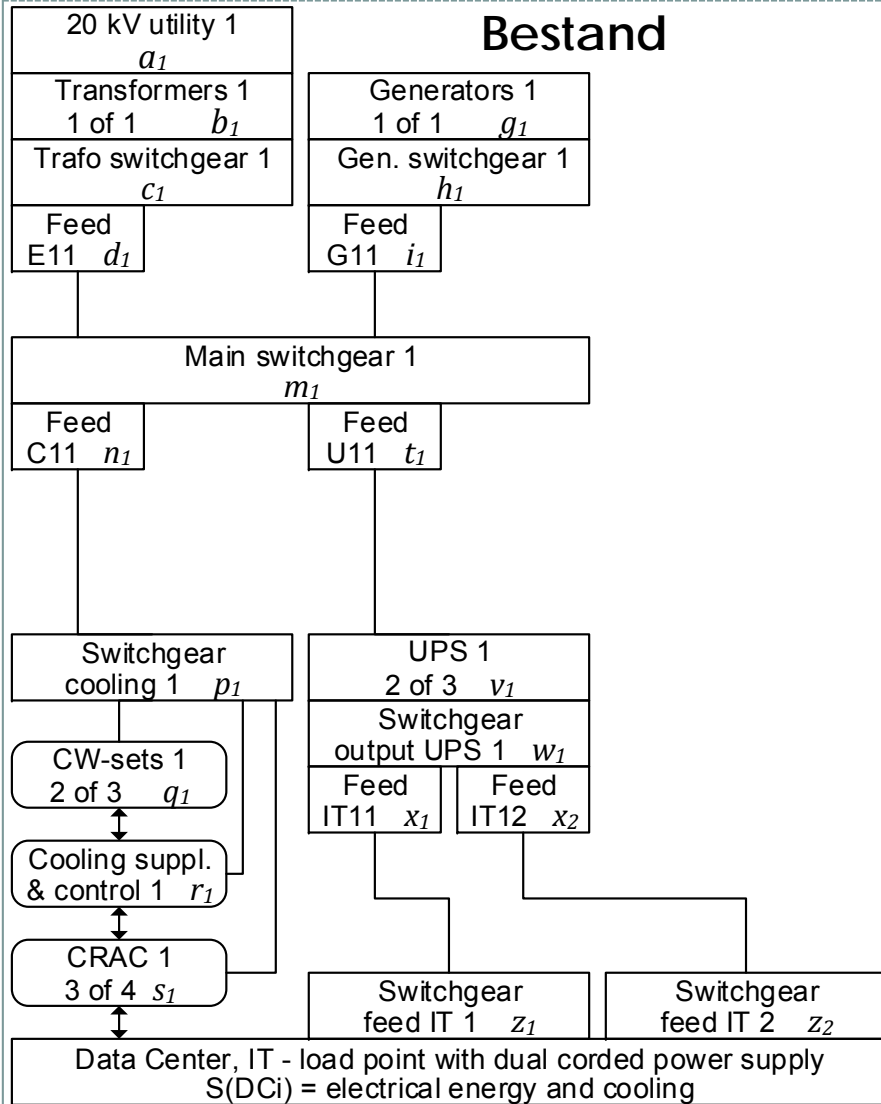 Bestand
20 kV utility 1
a1
Transformers 1
1 of 1 b1
Trafo switchgear 1
c1
Feed
E11 d1
Generators 1
1 of 1 g1
Gen. switchgear 1
h1
Feed
G11 i1
Main switchgear 1
m1
Feed
C11 n1
Feed
U11 t1
Switchgear
cooling 1 p1
CW-sets 1
2 of 3 q1
Cooling suppl.
& control 1 r1
CRAC 1
3 of 4 s1
UPS 1
2 of 3 v1
Switchgear
output UPS 1 w1
Feed
IT11 x1
Feed
IT12 x2
Switchgear
feed IT 1 z1
Switchgear
feed IT 2 z2
Data Center, IT - load point with dual corded power supply
S(DCi) = electrical energy and cooling